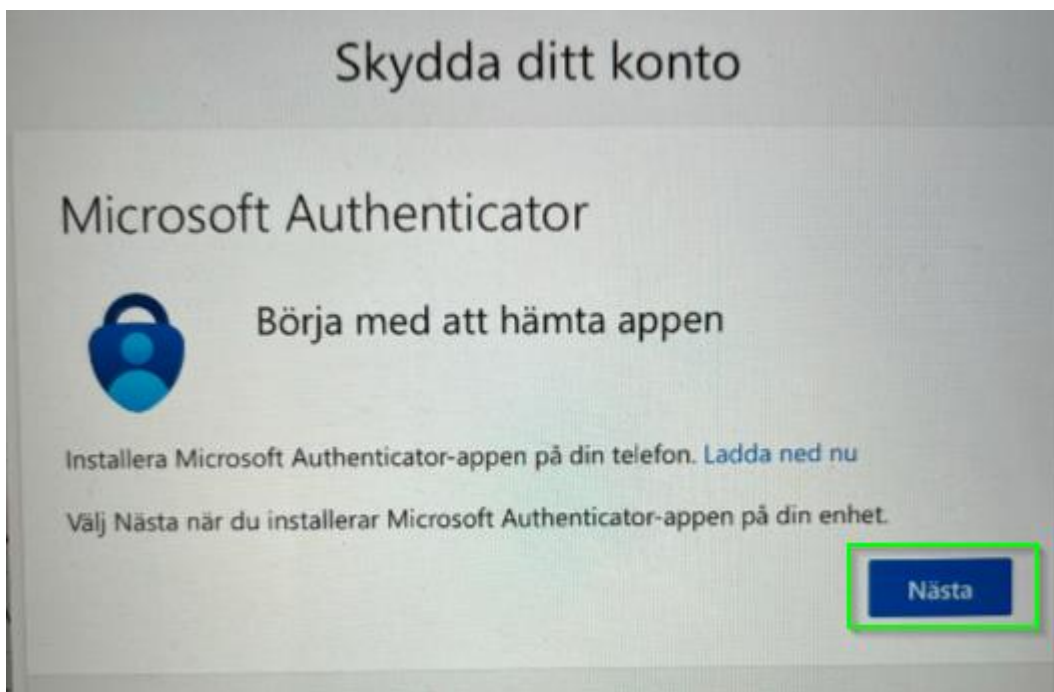 Skydda ditt konto
Microsoft Authenticator
Börja med att hämta appen
Installera Microsoft Authenticator-appen på din telefon. Ladda ned nu
Välj Nästa när du installerar Microsoft Authenticator-appen på din enhet.
Nästa